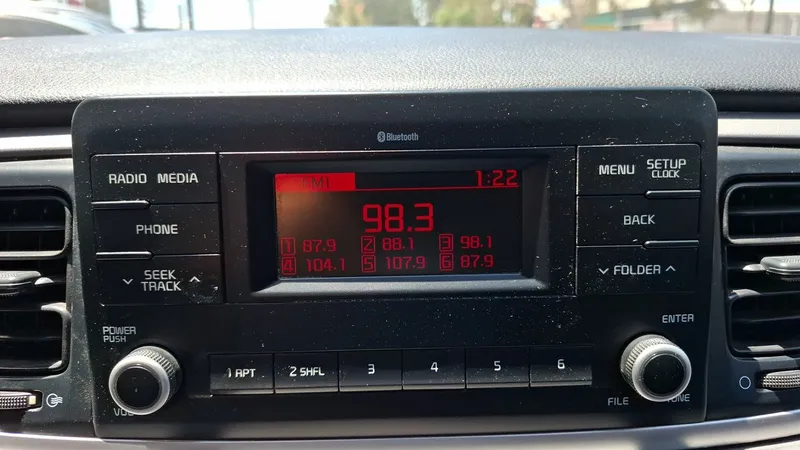 Bluetooth
RADIO MEDIA
PHONE
SEEK
TRACK
POWER
PUSH
VOL
FM1 1:22
98.3
1 87.9 2 88.1 3 98.1
4 104.1 5 107.9 6 87.9
MENU SETUP
CLOCK
BACK
FOLDER
ENTER
FILE TUNE
1 RPT 2 SHFL 3 4 5 6